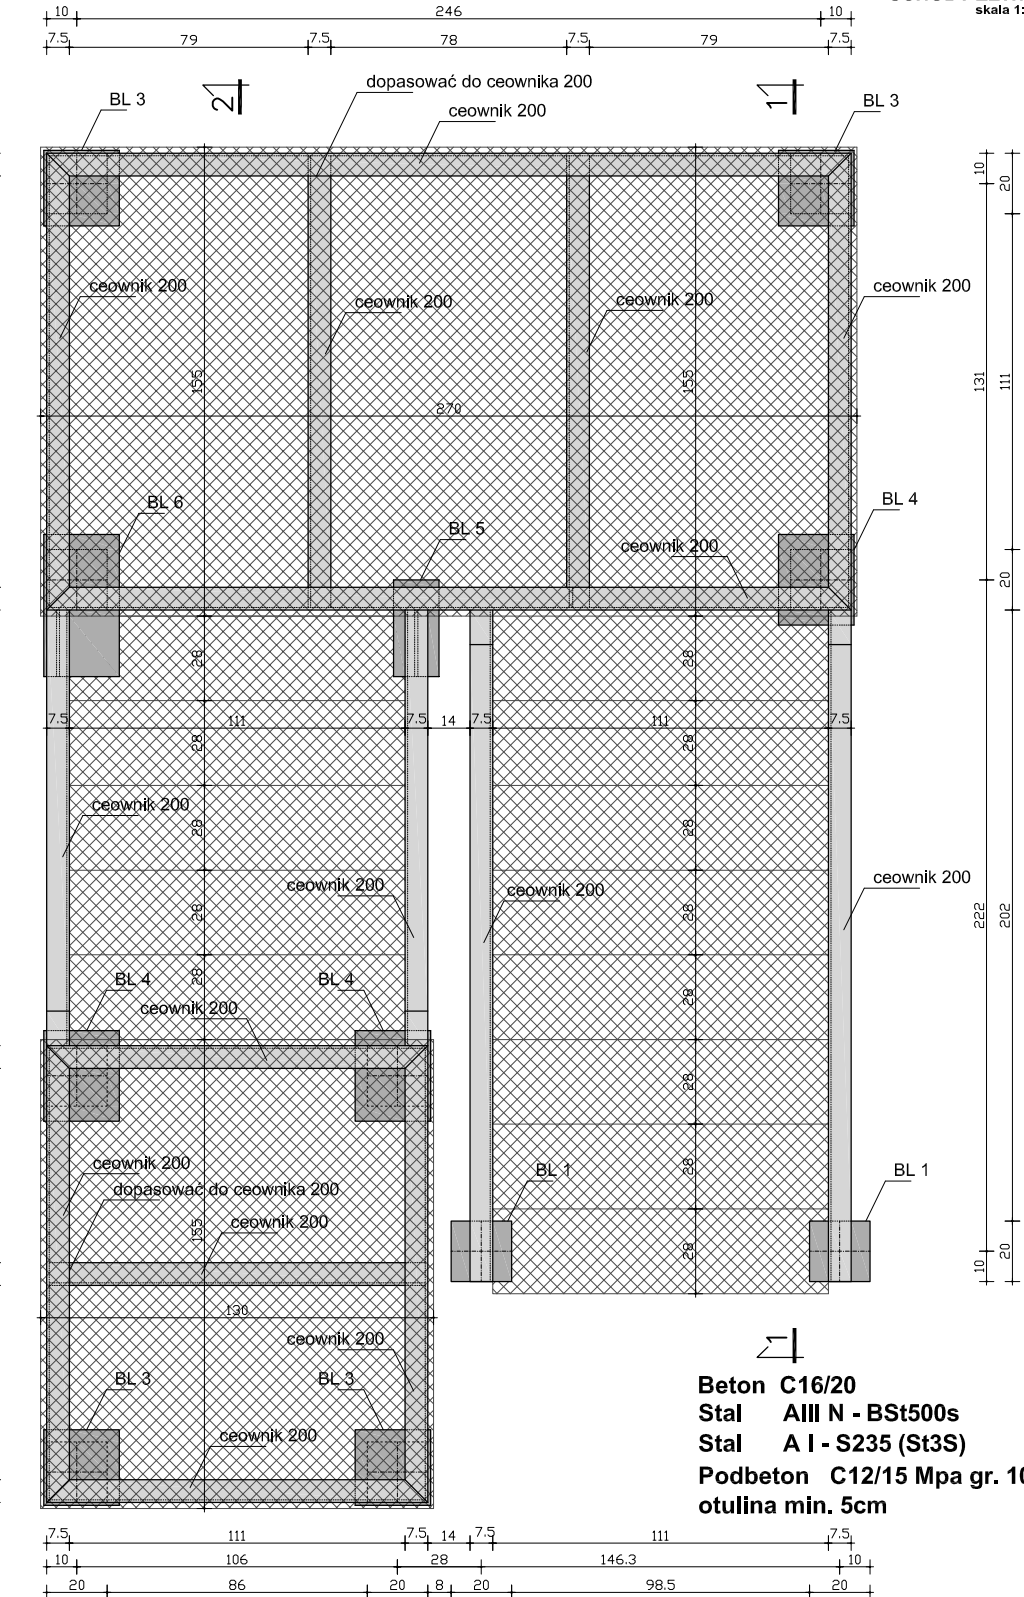 skala 1:
10 246 10
7.5 79 7.5 78 7.5 79 7.5
2 1
dopasować do ceownika 200
BL 3 ceownik 200 BL 3
10
20
ceownik 200 ceownik 200 ceownik 200 ceownik 200
155 155 131 111
270
BL 6 BL 5 BL 4
ceownik 200
20
28 28
7.5 111 7.5 14 7.5 111 7.5
28 28
ceownik 200
28 28
ceownik 200 ceownik 200 ceownik 200
28 28 222 202
28 28
BL 4 BL 4
ceownik 200
28
ceownik 200
BL 1 BL 1
28
dopasować do ceownika 200
155 ceownik 200
28 10 20
130
ceownik 200
1
BL 3 BL 3
ceownik 200
Beton C16/20
Stal AIII N - BSt500s
Stal A I - S235 (St3S)
Podbeton C12/15 Mpa gr. 10
otulina min. 5cm
7.5 111 7.5 14 7.5 111 7.5
10 106 28 146.3 10
20 86 20 8 20 98.5 20